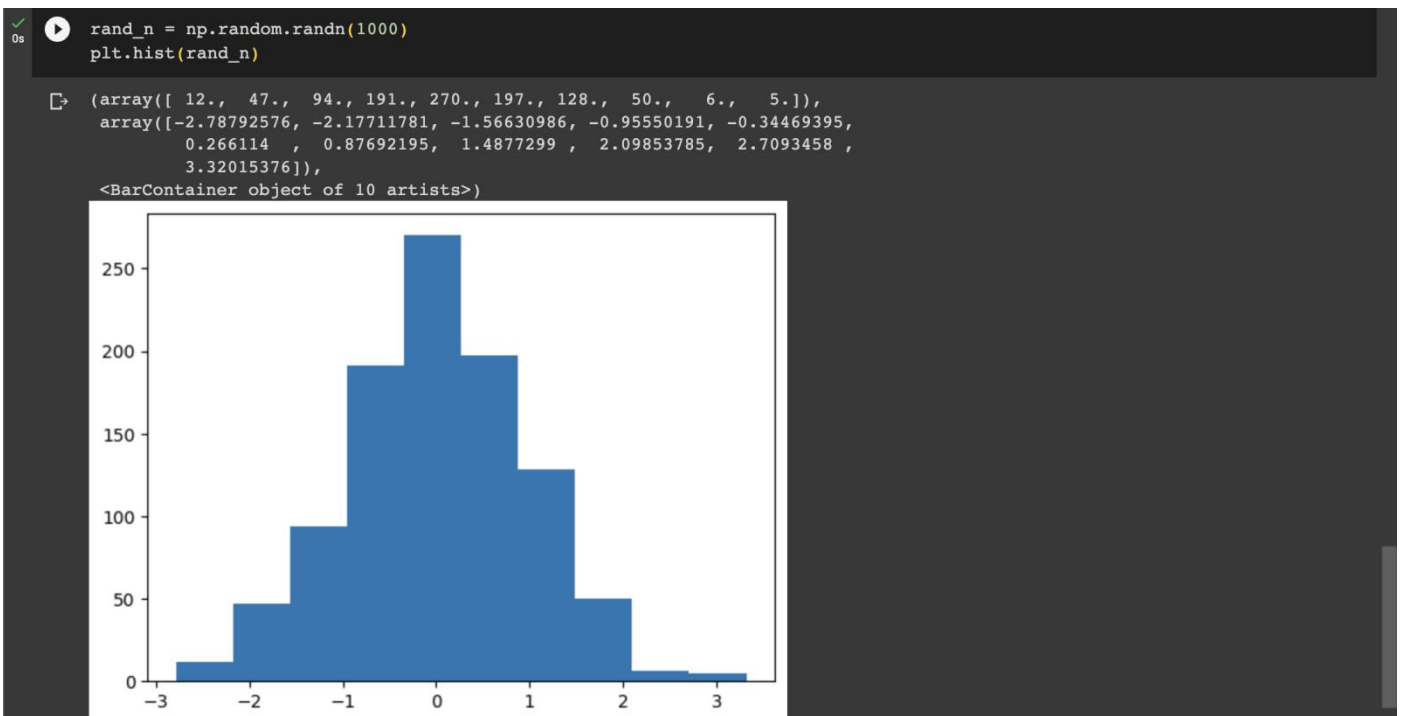 rand_n = np.random.randn(1000)
0s
plt.hist(rand_n)
(array([ 12.,  47.,  94., 191., 270., 197., 128.,  50.,   6.,   5.]),
array([-2.78792576, -2.17711781, -1.56630986, -0.95550191, -0.34469395,
0.266114  ,  0.87692195,  1.4877299 ,  2.09853785,  2.7093458 ,
3.32015376]),
<BarContainer object of 10 artists>)
250
200
150
100
50
0
−3 −2 −1 0 1 2 3